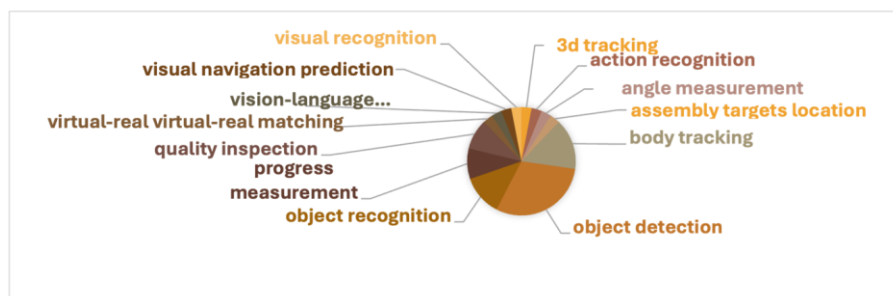 visual recognition
3d tracking
action recognition
visual navigation prediction
angle measurement
vision-language...
assembly targets location
virtual-real virtual-real matching
body tracking
quality inspection
progress
measurement
object recognition
object detection